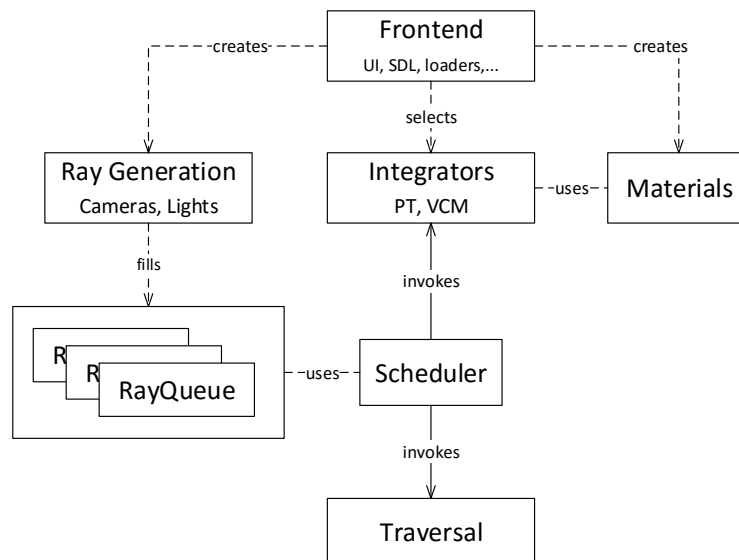 Frontend
UI, SDL, loaders,...
creates
creates
selects
Ray Generation
Cameras, Lights
Integrators
PT, VCM
uses
Materials
fills
invokes
R
R
RayQueue
uses
Scheduler
invokes
Traversal